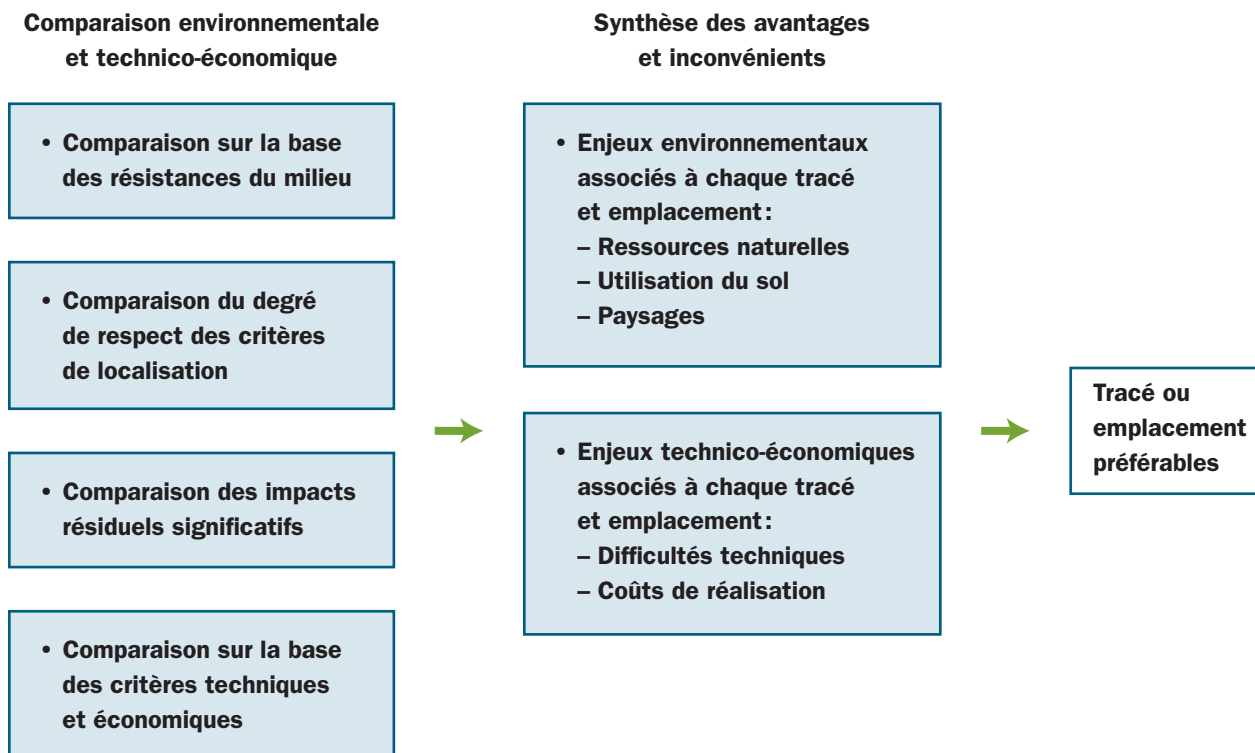 Comparaison environnementale
et technico-économique
• Comparaison sur la base
des résistances du milieu
• Comparaison du degré
de respect des critères
de localisation
• Comparaison des impacts
résiduels significatifs
• Comparaison sur la base
des critères techniques
et économiques
Synthèse des avantages
et inconvénients
• Enjeux environnementaux
associés à chaque tracé
et emplacement :
– Ressources naturelles
– Utilisation du sol
– Paysages
• Enjeux technico-économiques
associés à chaque tracé
et emplacement :
– Difficultés techniques
– Coûts de réalisation
Tracé ou
emplacement
préférables